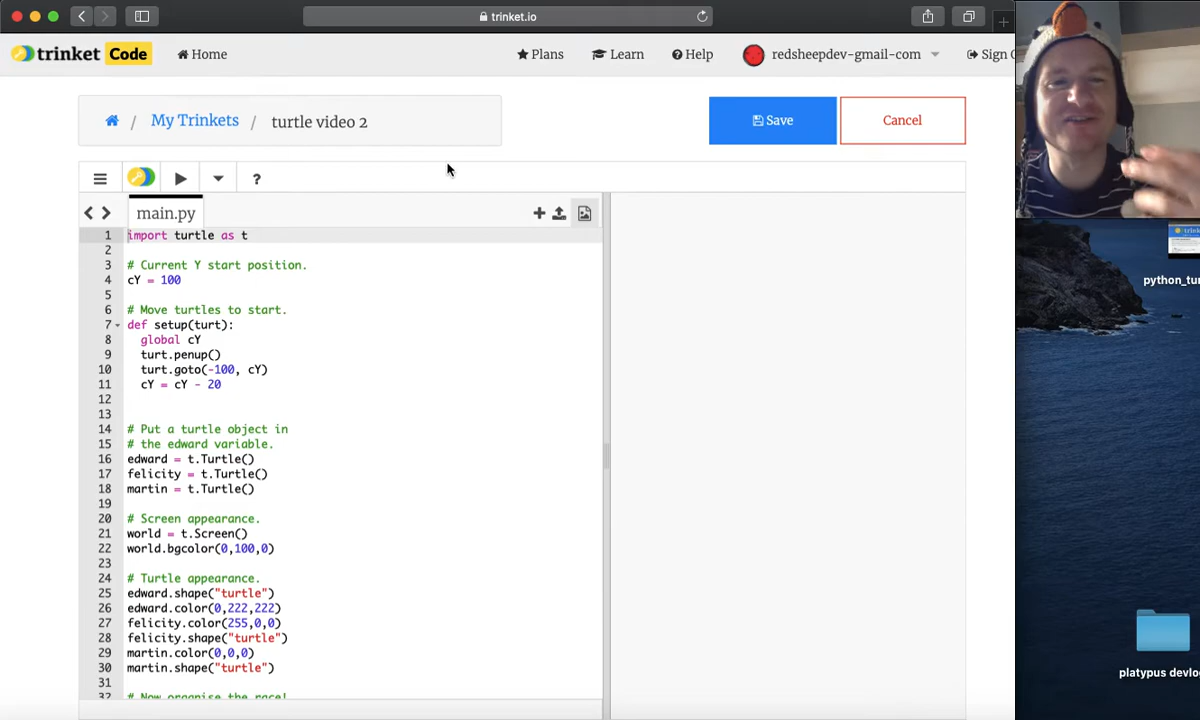 trinket.io
trinket Code
Home
Plans
Learn
Help
redsheepdev-gmail-com
Sign
/ My Trinkets / turtle video 2
Save
Cancel
?
main.py
1 import turtle as t
2
3 # Current Y start position.
4 cY = 100
5
6 # Move turtles to start.
7 def setup(turt):
8 global cY
9 turt.penup()
10 turt.goto(-100, cY)
11 cY = cY - 20
12
13
14 # Put a turtle object in
15 # the edward variable.
16 edward = t.Turtle()
17 felicity = t.Turtle()
18 martin = t.Turtle()
19
20 # Screen appearance.
21 world = t.Screen()
22 world.bgcolor(0,100,0)
23
24 # Turtle appearance.
25 edward.shape("turtle")
26 edward.color(0,222,222)
27 felicity.color(255,0,0)
28 felicity.shape("turtle")
29 martin.color(0,0,0)
30 martin.shape("turtle")
31
32 # Now organise the race!
python_tur
platypus devlo